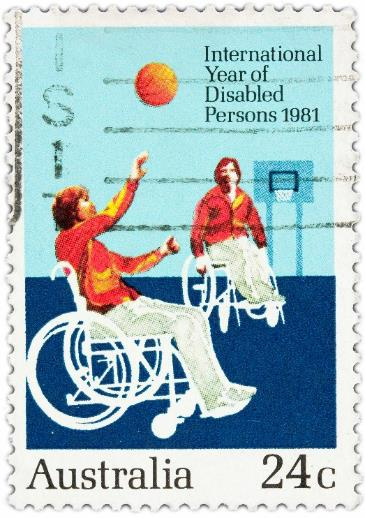 International
Year of
Disabled
Persons 1981
Australia 24c